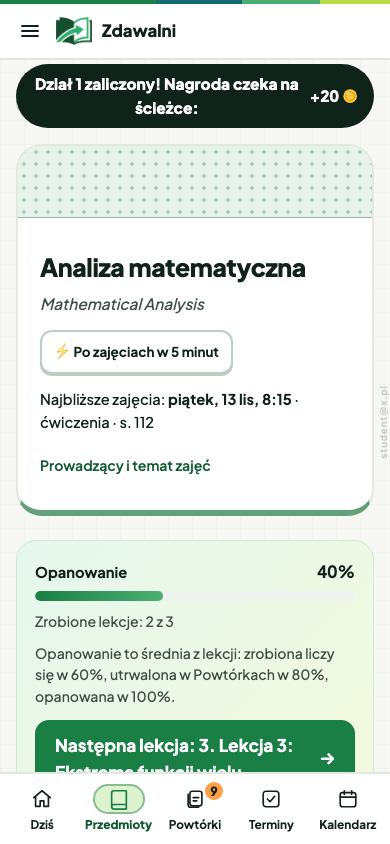 Zdawalni
Dział 1 zaliczony! Nagroda czeka na
ścieżce:
+20
Analiza matematyczna
Mathematical Analysis
Po zajęciach w 5 minut
Najbliższe zajęcia: piątek, 13 lis, 8:15 ·
ćwiczenia · s. 112
Prowadzący i temat zajęć
student@x.pl
Opanowanie
40%
Zrobione lekcje: 2 z 3
Opanowanie to średnia z lekcji: zrobiona liczy
się w 60%, utrwalona w Powtórkach w 80%,
opanowana w 100%.
Następna lekcja: 3. Lekcja 3:
Ekstrema funkcji wielu
9
Dziś
Przedmioty
Powtórki
Terminy
Kalendarz